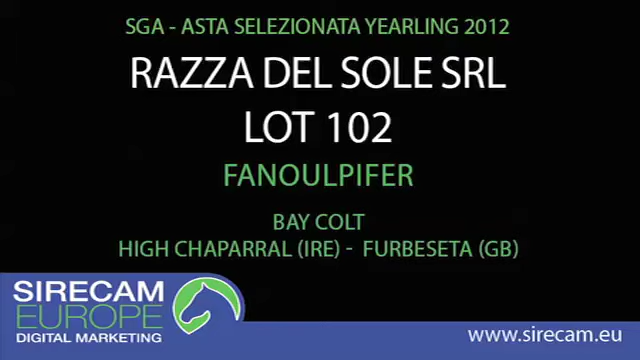 SGA - ASTA SELEZIONATA YEARLING 2012
RAZZA DEL SOLE SRL
LOT 102
FANOULPIFER
BAY COLT
HIGH CHAPARRAL (IRE) - FURBESETA (GB)
SIRECAM
EUROPE
DIGITAL MARKETING
www.sirecam.eu